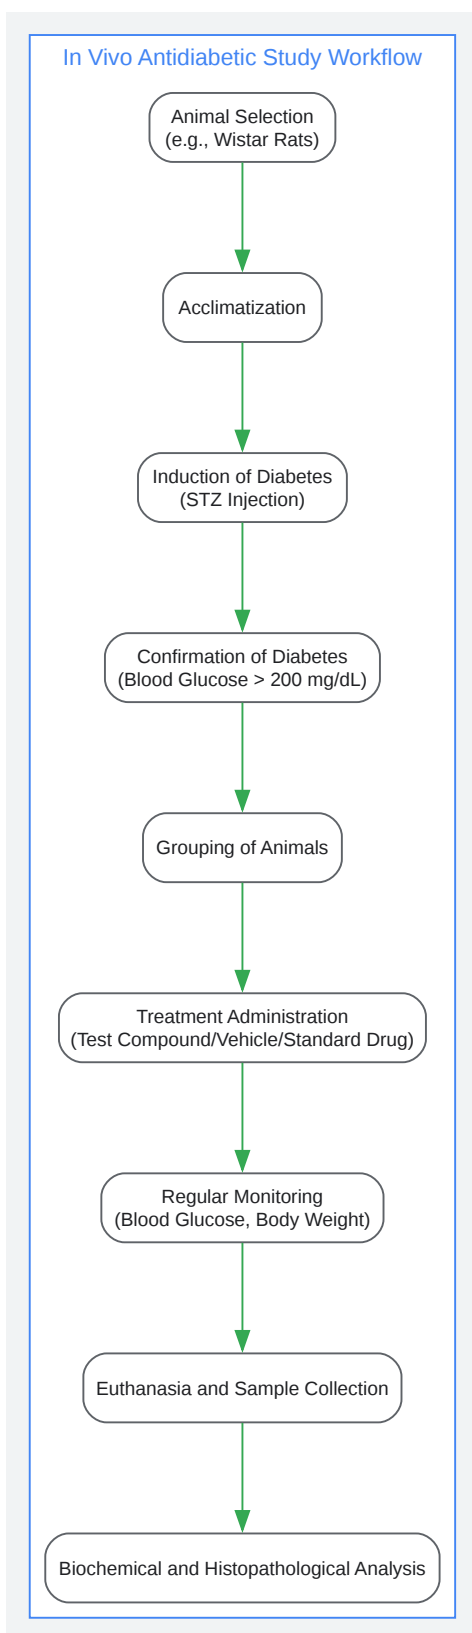 In Vivo Antidiabetic Study Workflow
Animal Selection
(e.g., Wistar Rats)
Acclimatization
Induction of Diabetes
(STZ Injection)
Confirmation of Diabetes
(Blood Glucose > 200 mg/dL)
Grouping of Animals
Treatment Administration
(Test Compound/Vehicle/Standard Drug)
Regular Monitoring
(Blood Glucose, Body Weight)
Euthanasia and Sample Collection
Biochemical and Histopathological Analysis